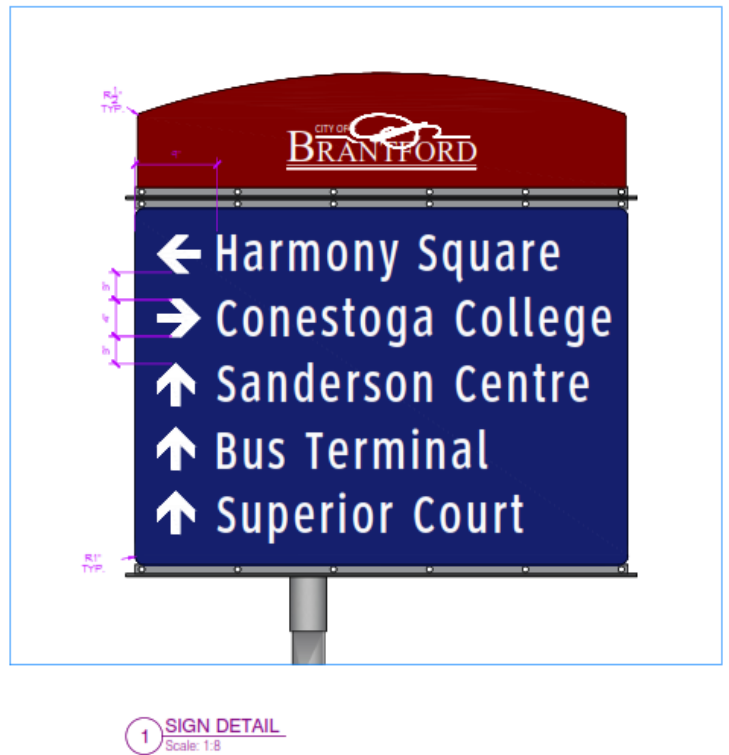 R½"
TYP.
CITY OF
BRANTFORD
Harmony Square
Conestoga College
4"
Sanderson Centre
Bus Terminal
Superior Court
R1"
TYP.
1 SIGN DETAIL
Scale: 1:8